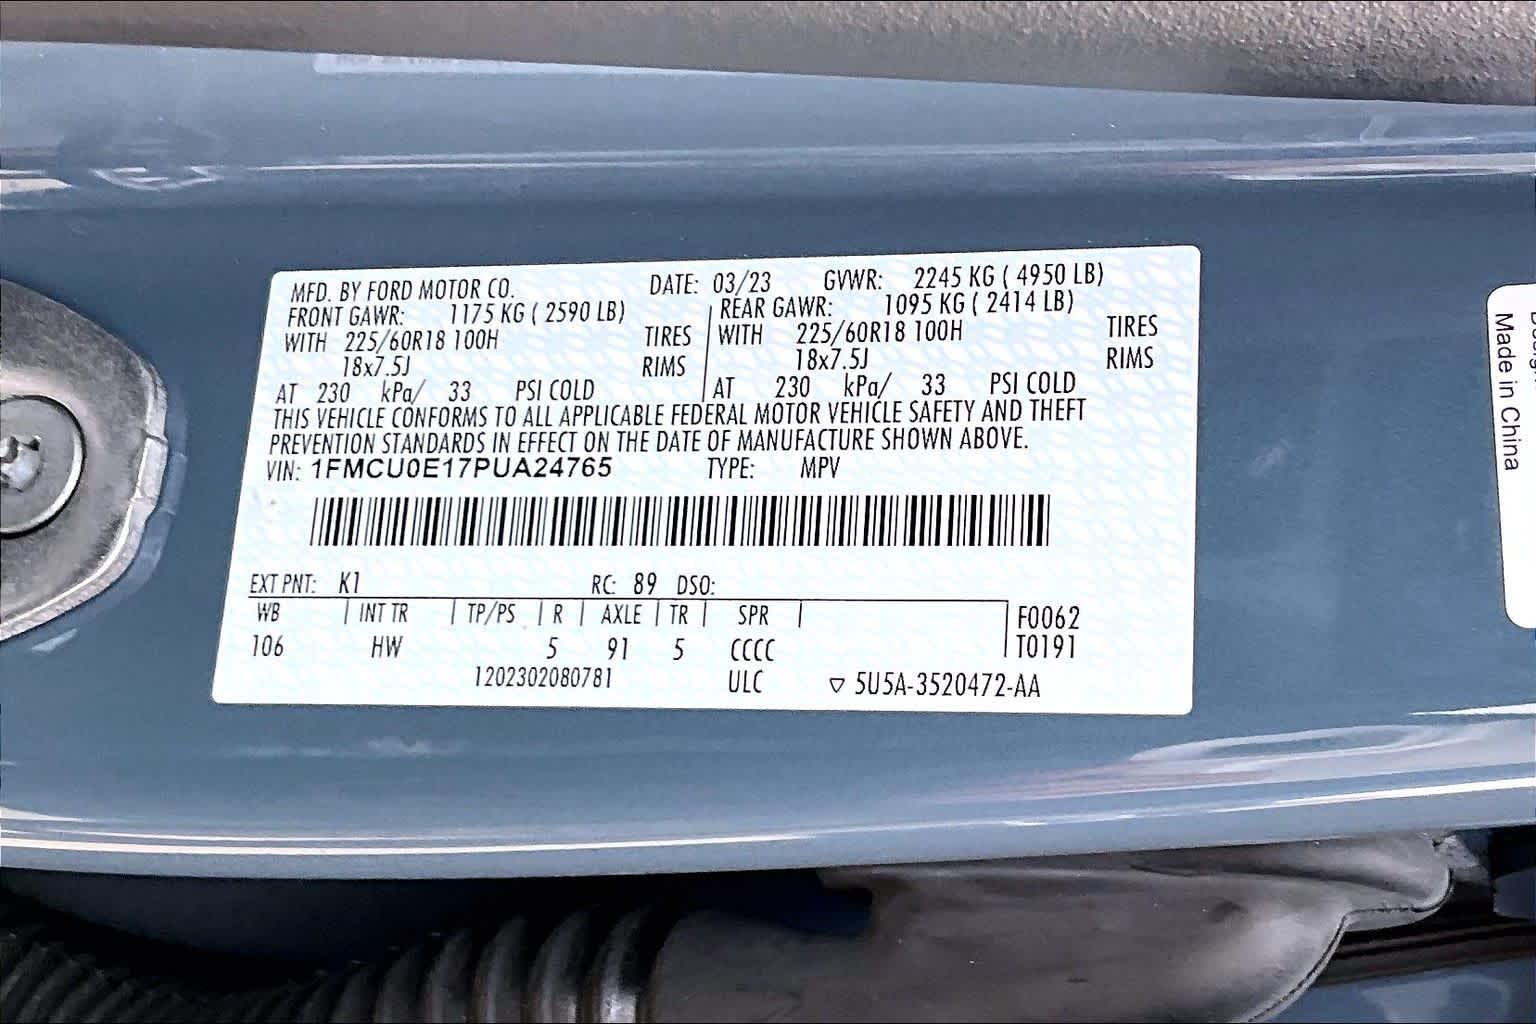 MFD. BY FORD MOTOR CO. DATE: 03/23 GVWR: 2245 KG ( 4950 LB)
FRONT GAWR: 1175 KG ( 2590 LB) REAR GAWR: 1095 KG ( 2414 LB)
WITH 225/60R18 100H TIRES WITH 225/60R18 100H TIRES
18x7.5J RIMS 18x7.5J RIMS
AT 230 kPa/ 33 PSI COLD AT 230 kPa/ 33 PSI COLD
THIS VEHICLE CONFORMS TO ALL APPLICABLE FEDERAL MOTOR VEHICLE SAFETY AND THEFT
PREVENTION STANDARDS IN EFFECT ON THE DATE OF MANUFACTURE SHOWN ABOVE.
VIN: 1FMCU0E17PUA24765 TYPE: MPV
EXT PNT: K1 RC: 89 DSO:
WB | INT TR | TP/PS | R | AXLE | TR | SPR | F0062
106 HW 5 91 5 CCCC | T0191
1202302080781 ULC ▽ 5U5A-3520472-AA
Made in China